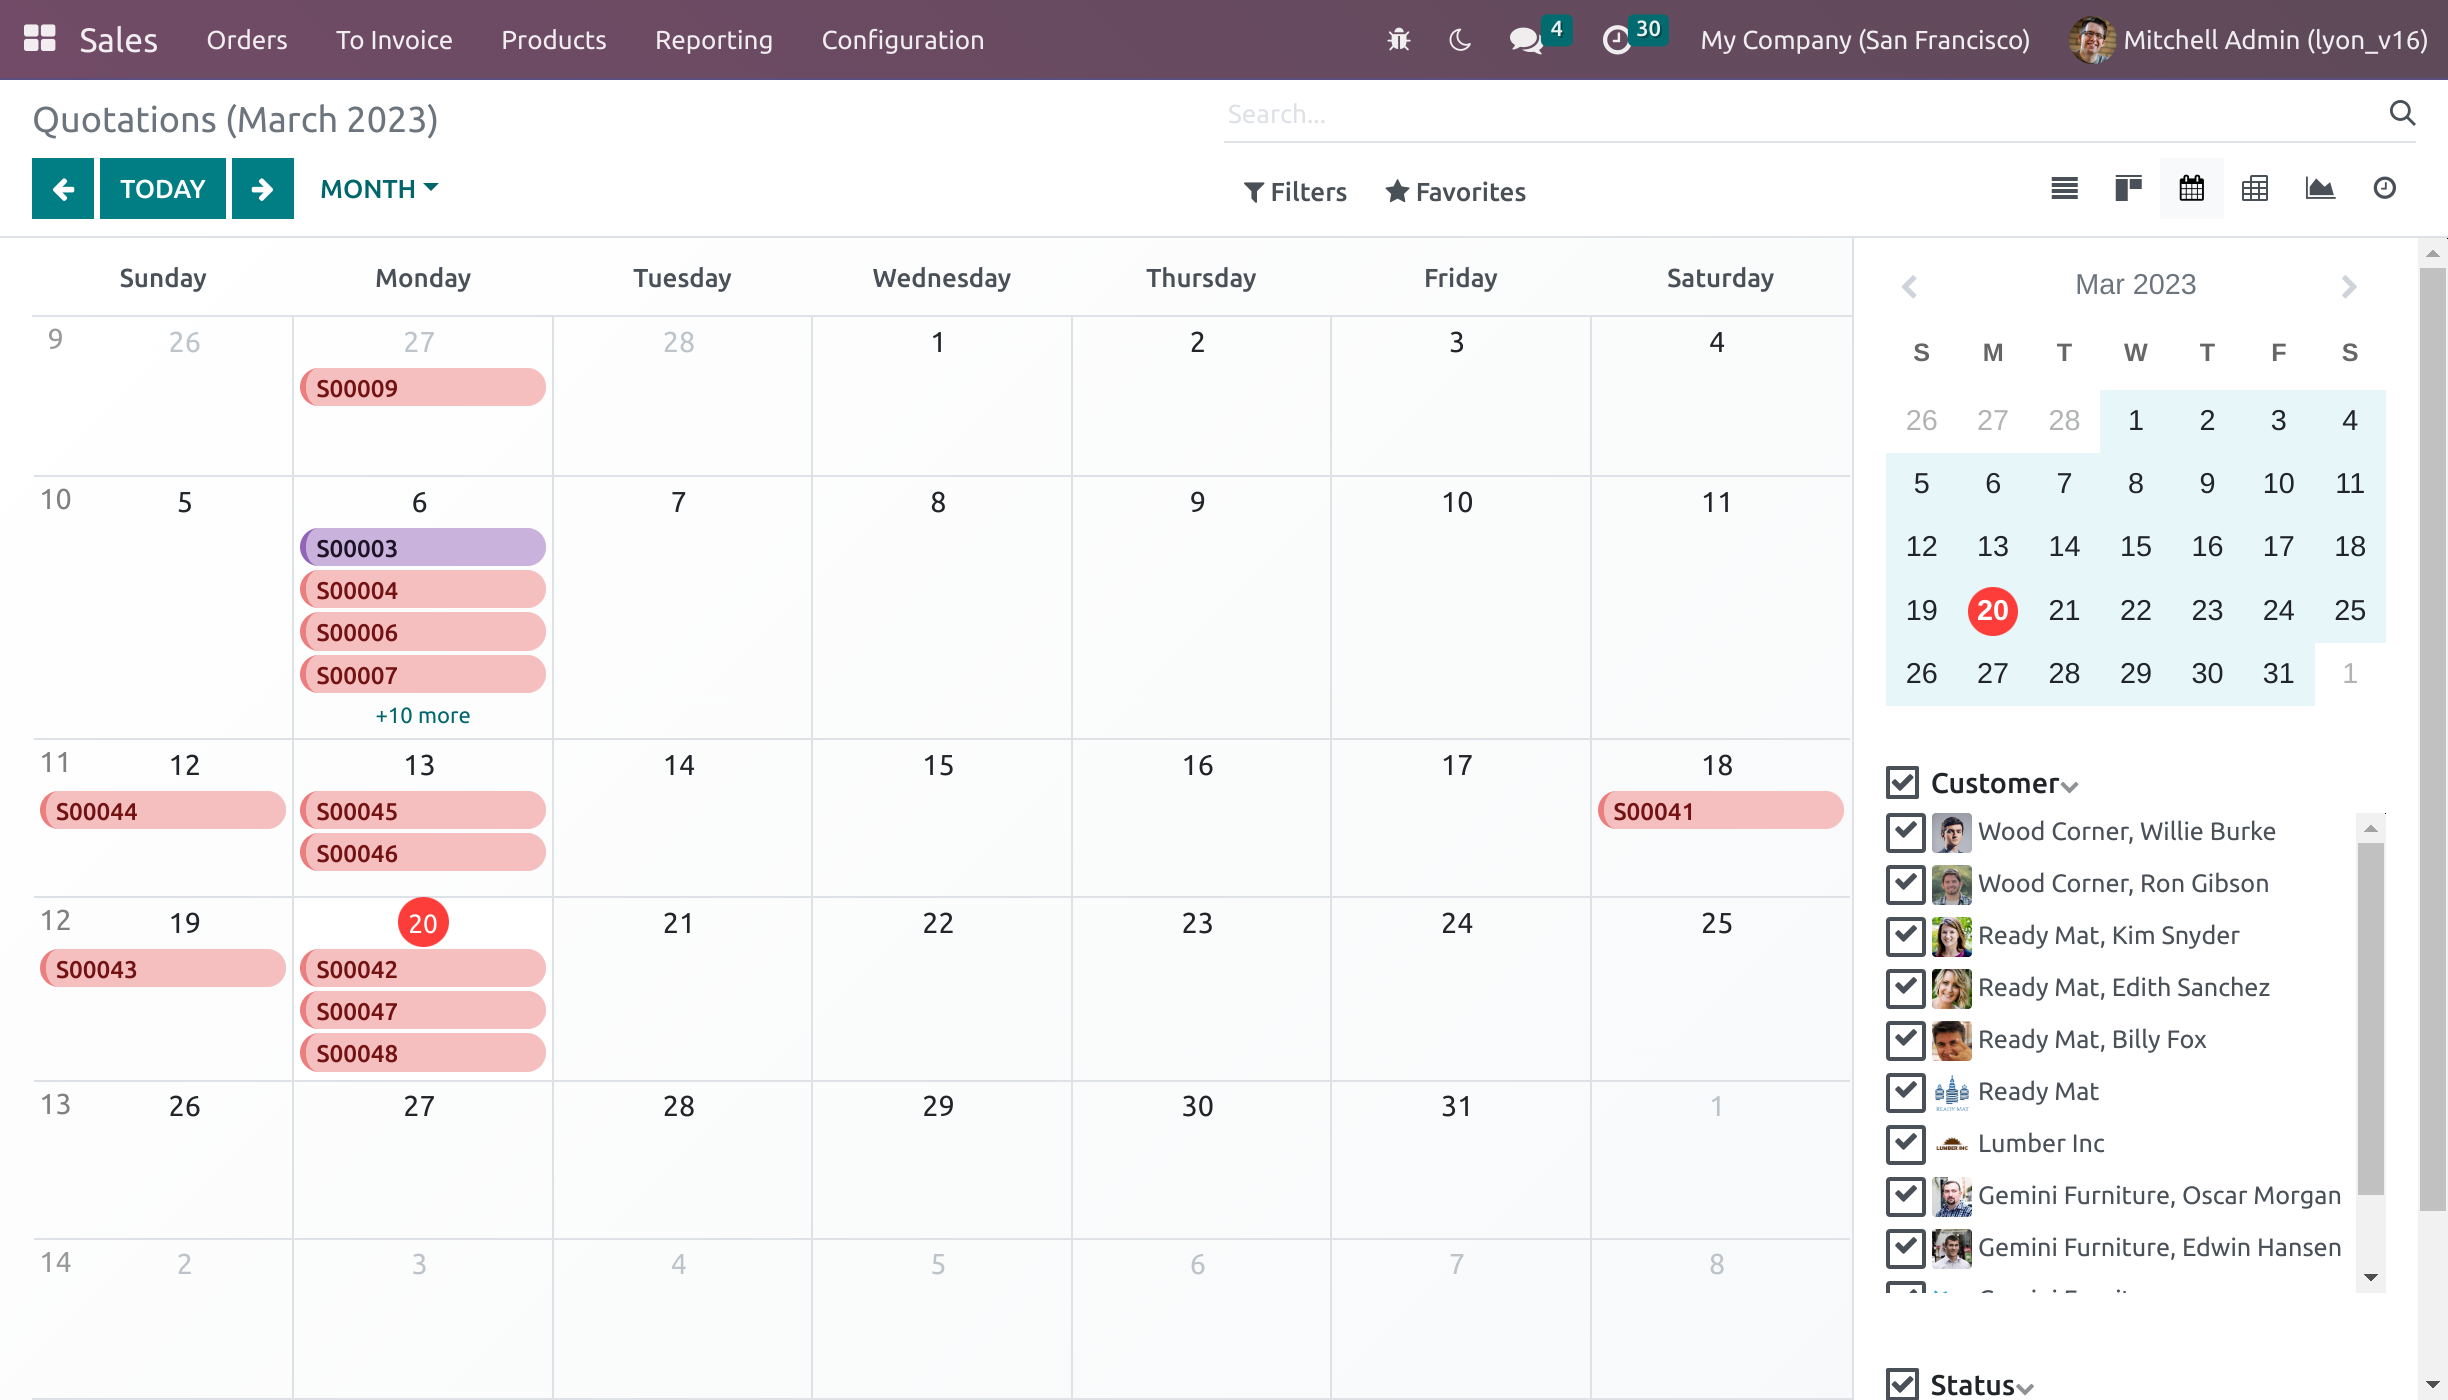 Sales Orders To Invoice Products Reporting Configuration 4 30 My Company (San Francisco) Mitchell Admin (lyon_v16)
Quotations (March 2023)
Search...
TODAY MONTH Filters Favorites
Sunday Monday Tuesday Wednesday Thursday Friday Saturday
9 26 27 28 1 2 3 4
S00009
10 5 6 7 8 9 10 11
S00003
S00004
S00006
S00007
+10 more
11 12 13 14 15 16 17 18
S00044 S00045 S00041
S00046
12 19 20 21 22 23 24 25
S00043 S00042
S00047
S00048
13 26 27 28 29 30 31 1
14 2 3 4 5 6 7 8
Mar 2023
S M T W T F S
26 27 28 1 2 3 4
5 6 7 8 9 10 11
12 13 14 15 16 17 18
19 20 21 22 23 24 25
26 27 28 29 30 31 1
Customer
Wood Corner, Willie Burke
Wood Corner, Ron Gibson
Ready Mat, Kim Snyder
Ready Mat, Edith Sanchez
Ready Mat, Billy Fox
READY MAT Ready Mat
LUMBER INC Lumber Inc
Gemini Furniture, Oscar Morgan
Gemini Furniture, Edwin Hansen
Status